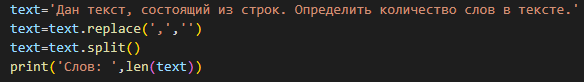 text='Дан текст, состоящий из строк. Определить количество слов в тексте.'
text=text.replace(',','')
text=text.split()
print('Слов: ',len(text))